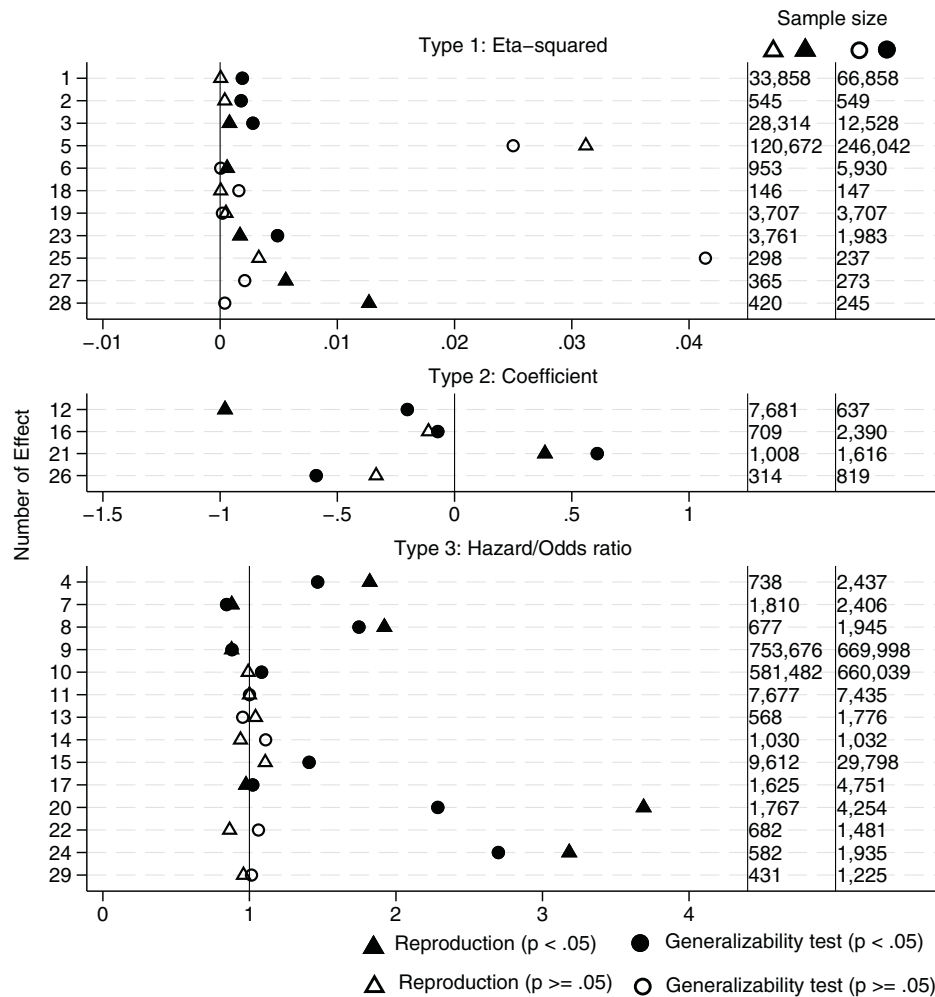 Sample size
Type 1: Eta−squared
1 33,858 66,858
2 545 549
3 28,314 12,528
5 120,672 246,042
6 953 5,930
18 146 147
19 3,707 3,707
23 3,761 1,983
25 298 237
27 365 273
28 420 245
−.01 0 .01 .02 .03 .04
Type 2: Coefficient
Number of Effect
12 7,681 637
16 709 2,390
21 1,008 1,616
26 314 819
−1.5 −1 −.5 0 .5 1
Type 3: Hazard/Odds ratio
4 738 2,437
7 1,810 2,406
8 677 1,945
9 753,676 669,998
10 581,482 660,039
11 7,677 7,435
13 568 1,776
14 1,030 1,032
15 9,612 29,798
17 1,625 4,751
20 1,767 4,254
22 682 1,481
24 582 1,935
29 431 1,225
0 1 2 3 4
Reproduction (p < .05) Generalizability test (p < .05)
Reproduction (p >= .05) Generalizability test (p >= .05)